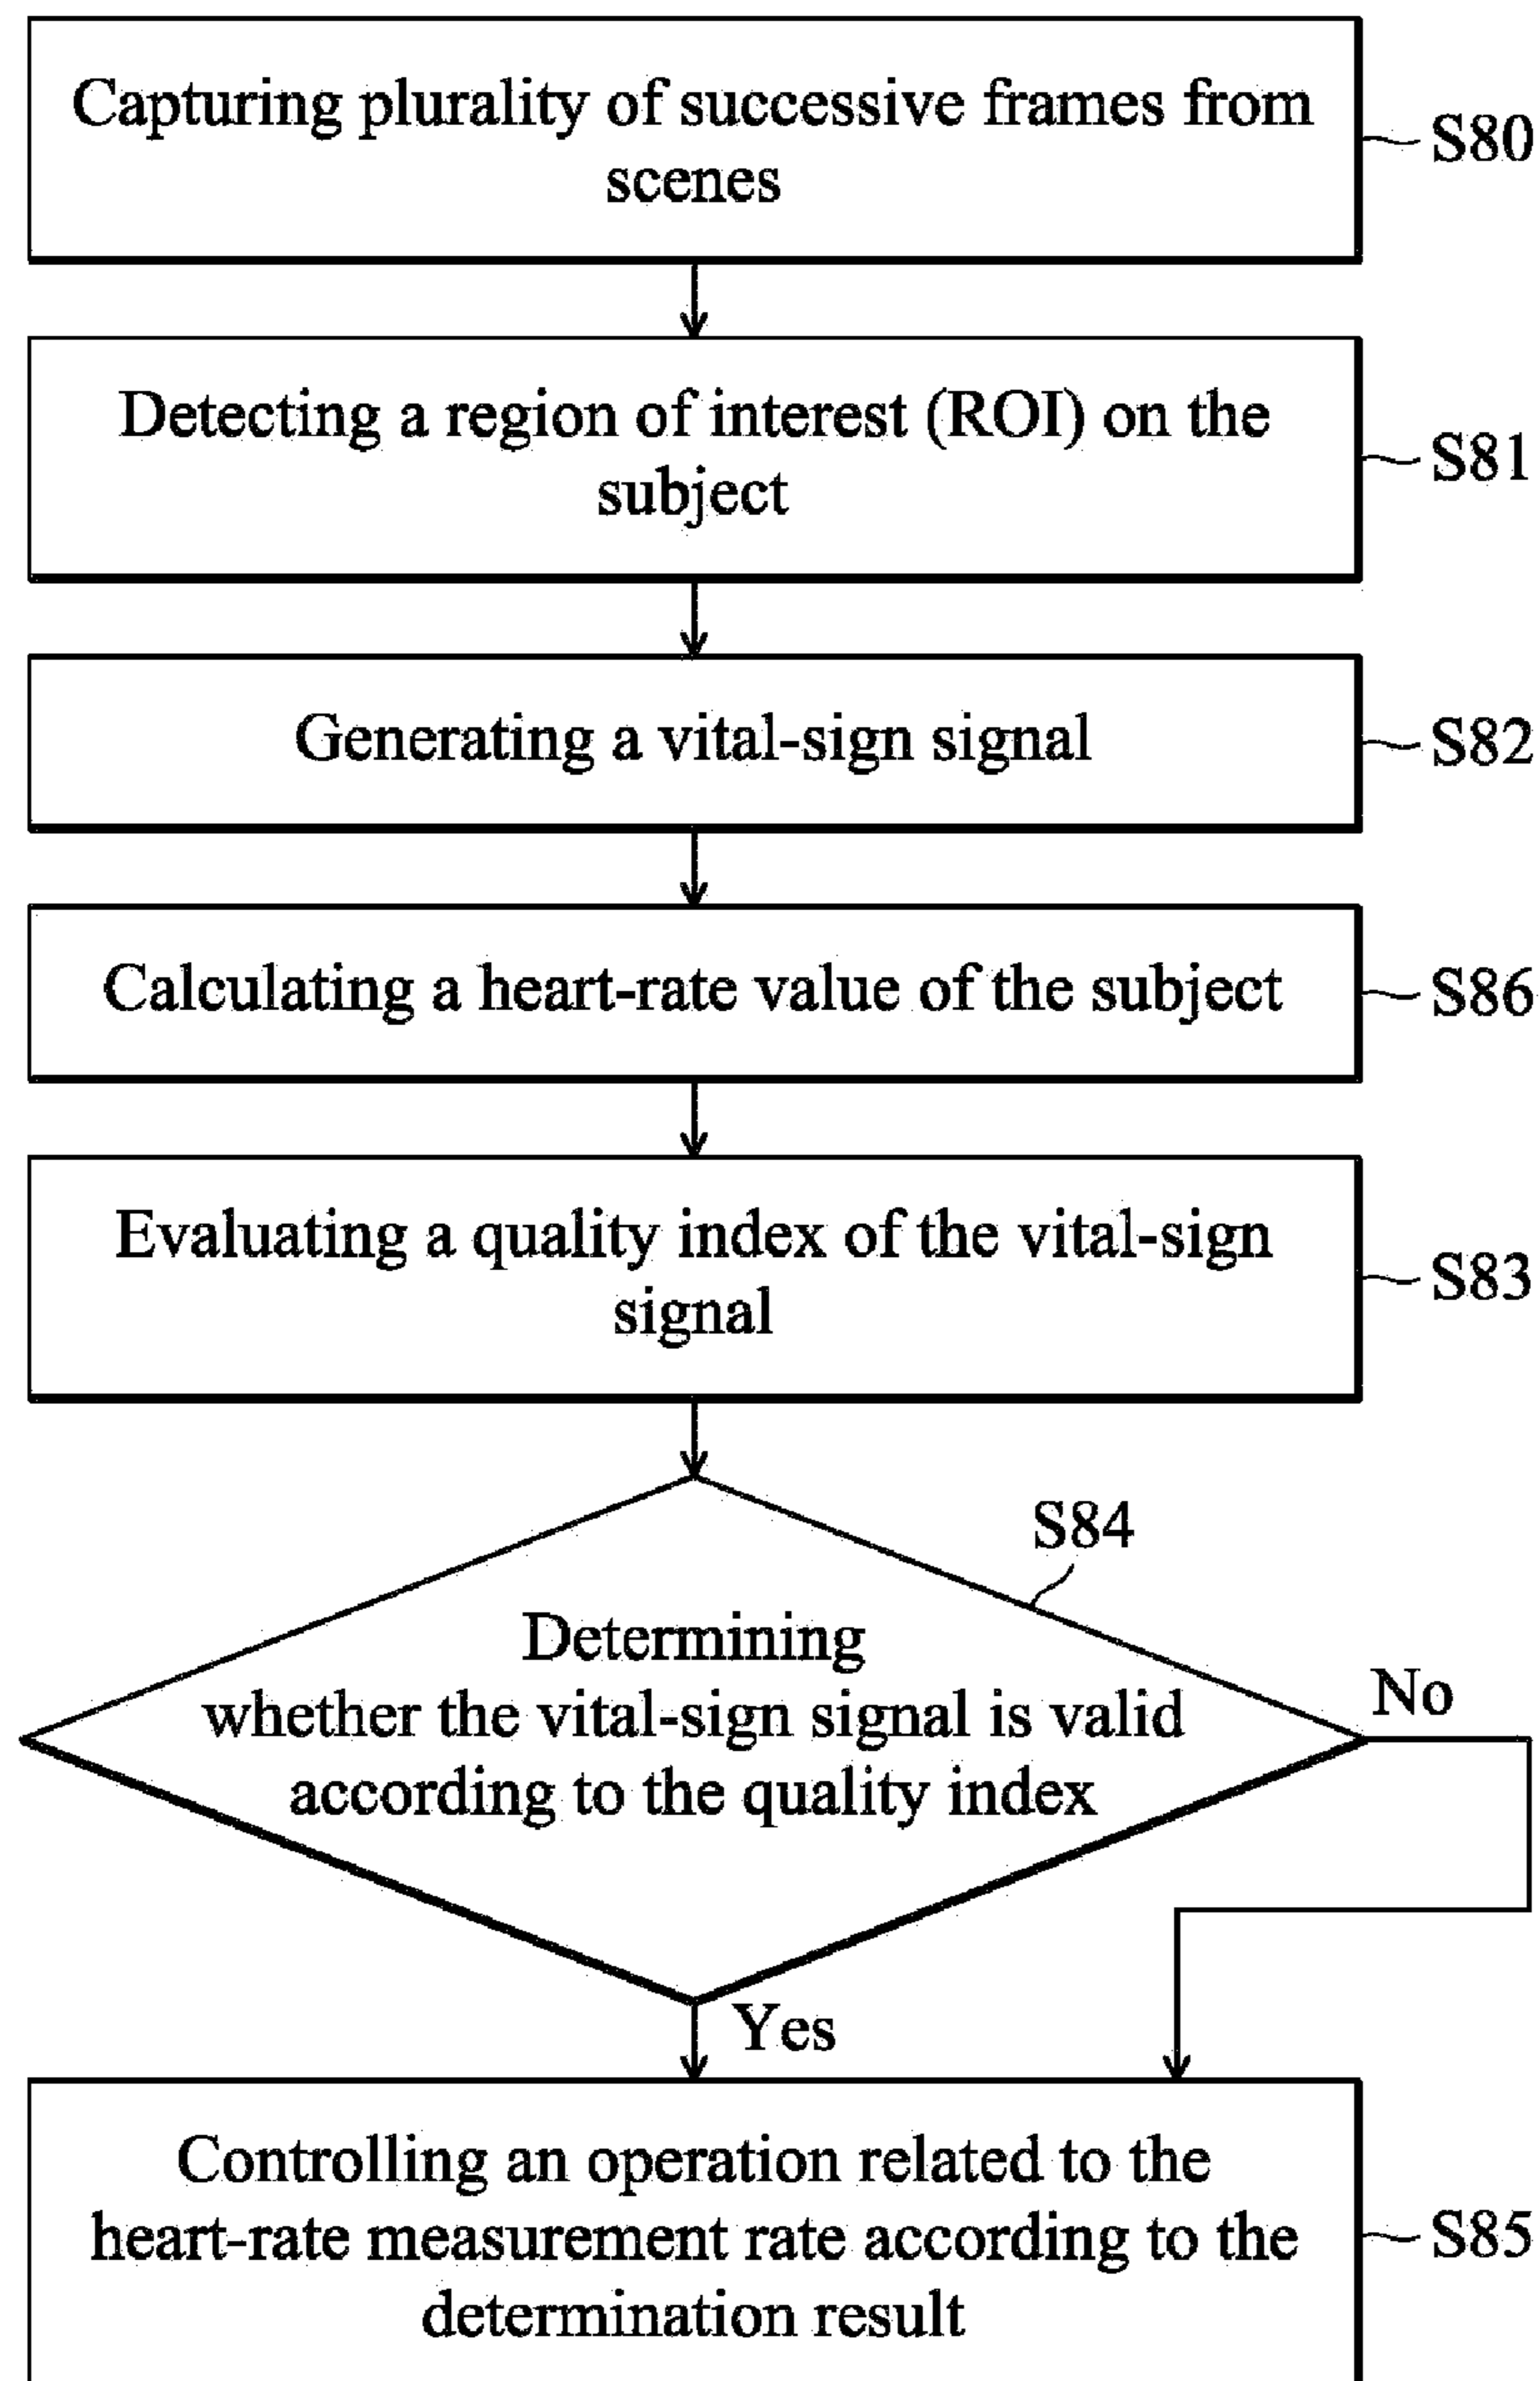 Capturing plurality of successive frames from
scenes
S80
Detecting a region of interest (ROI) on the
subject
S81
Generating a vital-sign signal
S82
Calculating a heart-rate value of the subject
S86
Evaluating a quality index of the vital-sign
signal
S83
S84
Determining
whether the vital-sign signal is valid
according to the quality index
No
Yes
Controlling an operation related to the
heart-rate measurement rate according to the
determination result
S85